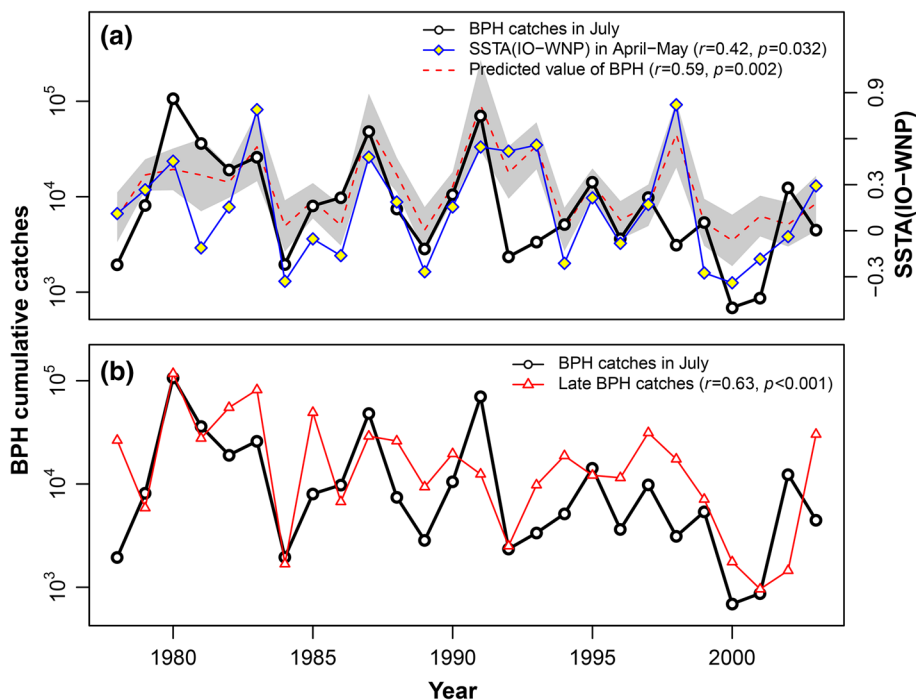 (a)
BPH catches in July
SSTA(IO−WNP) in April−May (r=0.42, p=0.032)
Predicted value of BPH (r=0.59, p=0.002)
10^5
10^4
10^3
0.9
0.3
0
−0.3
SSTA(IO−WNP)
BPH cumulative catches
(b)
BPH catches in July
Late BPH catches (r=0.63, p<0.001)
10^5
10^4
10^3
1980 1985 1990 1995 2000
Year